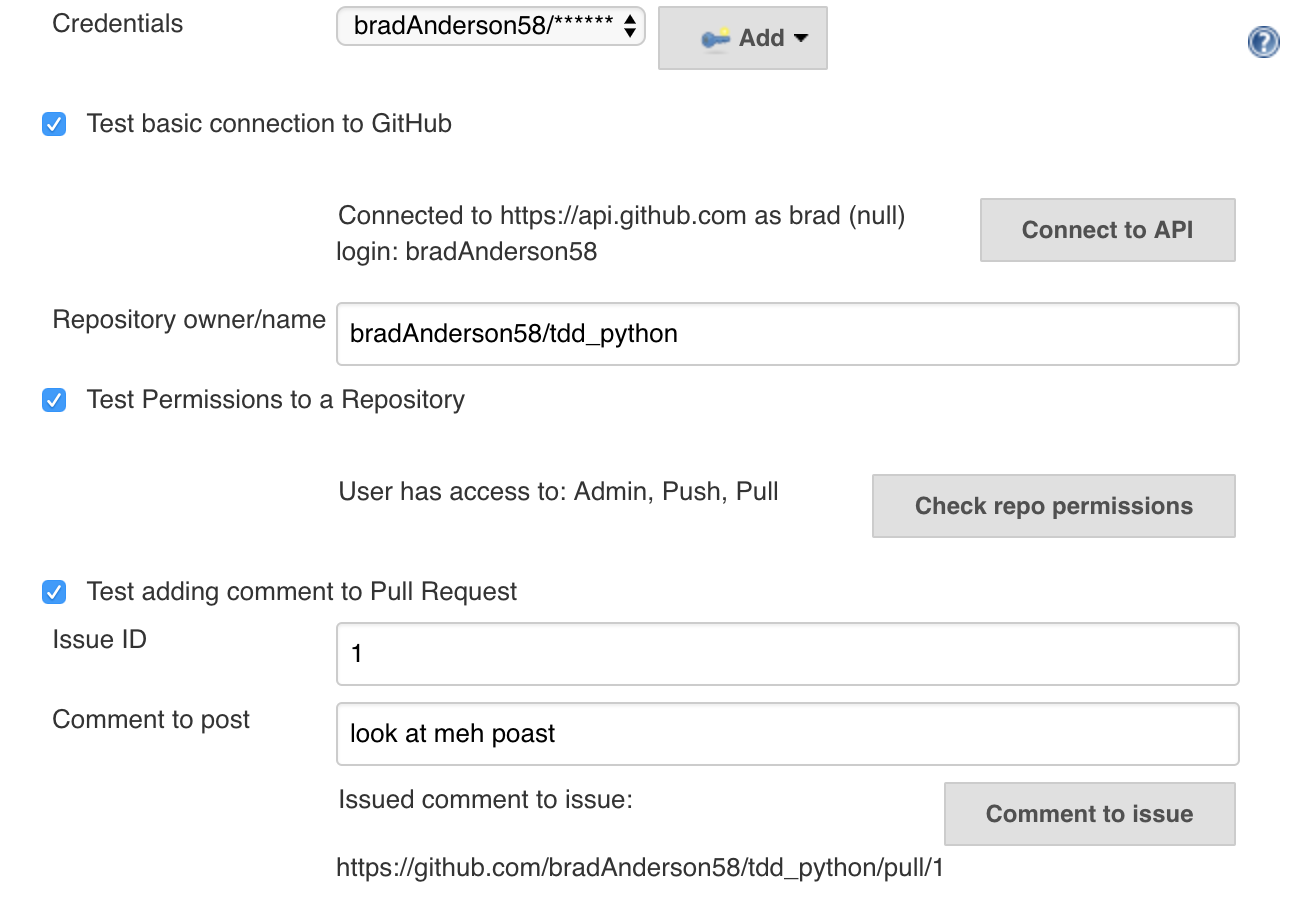 Credentials
bradAnderson58/******
Add
?
Test basic connection to GitHub
Connected to https://api.github.com as brad (null)
login: bradAnderson58
Connect to API
Repository owner/name
bradAnderson58/tdd_python
Test Permissions to a Repository
User has access to: Admin, Push, Pull
Check repo permissions
Test adding comment to Pull Request
Issue ID
1
Comment to post
look at meh poast
Issued comment to issue:
Comment to issue
https://github.com/bradAnderson58/tdd_python/pull/1